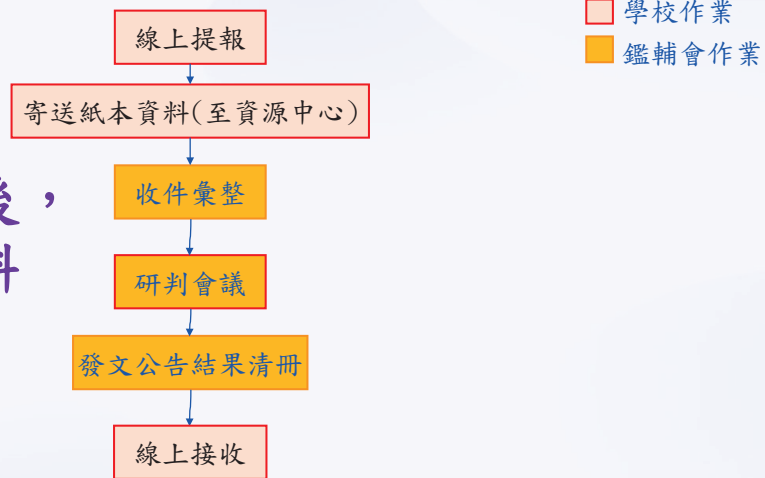 學校作業
鑑輔會作業
線上提報
寄送紙本資料(至資源中心)
收件彙整
後，
料
研判會議
發文公告結果清冊
線上接收